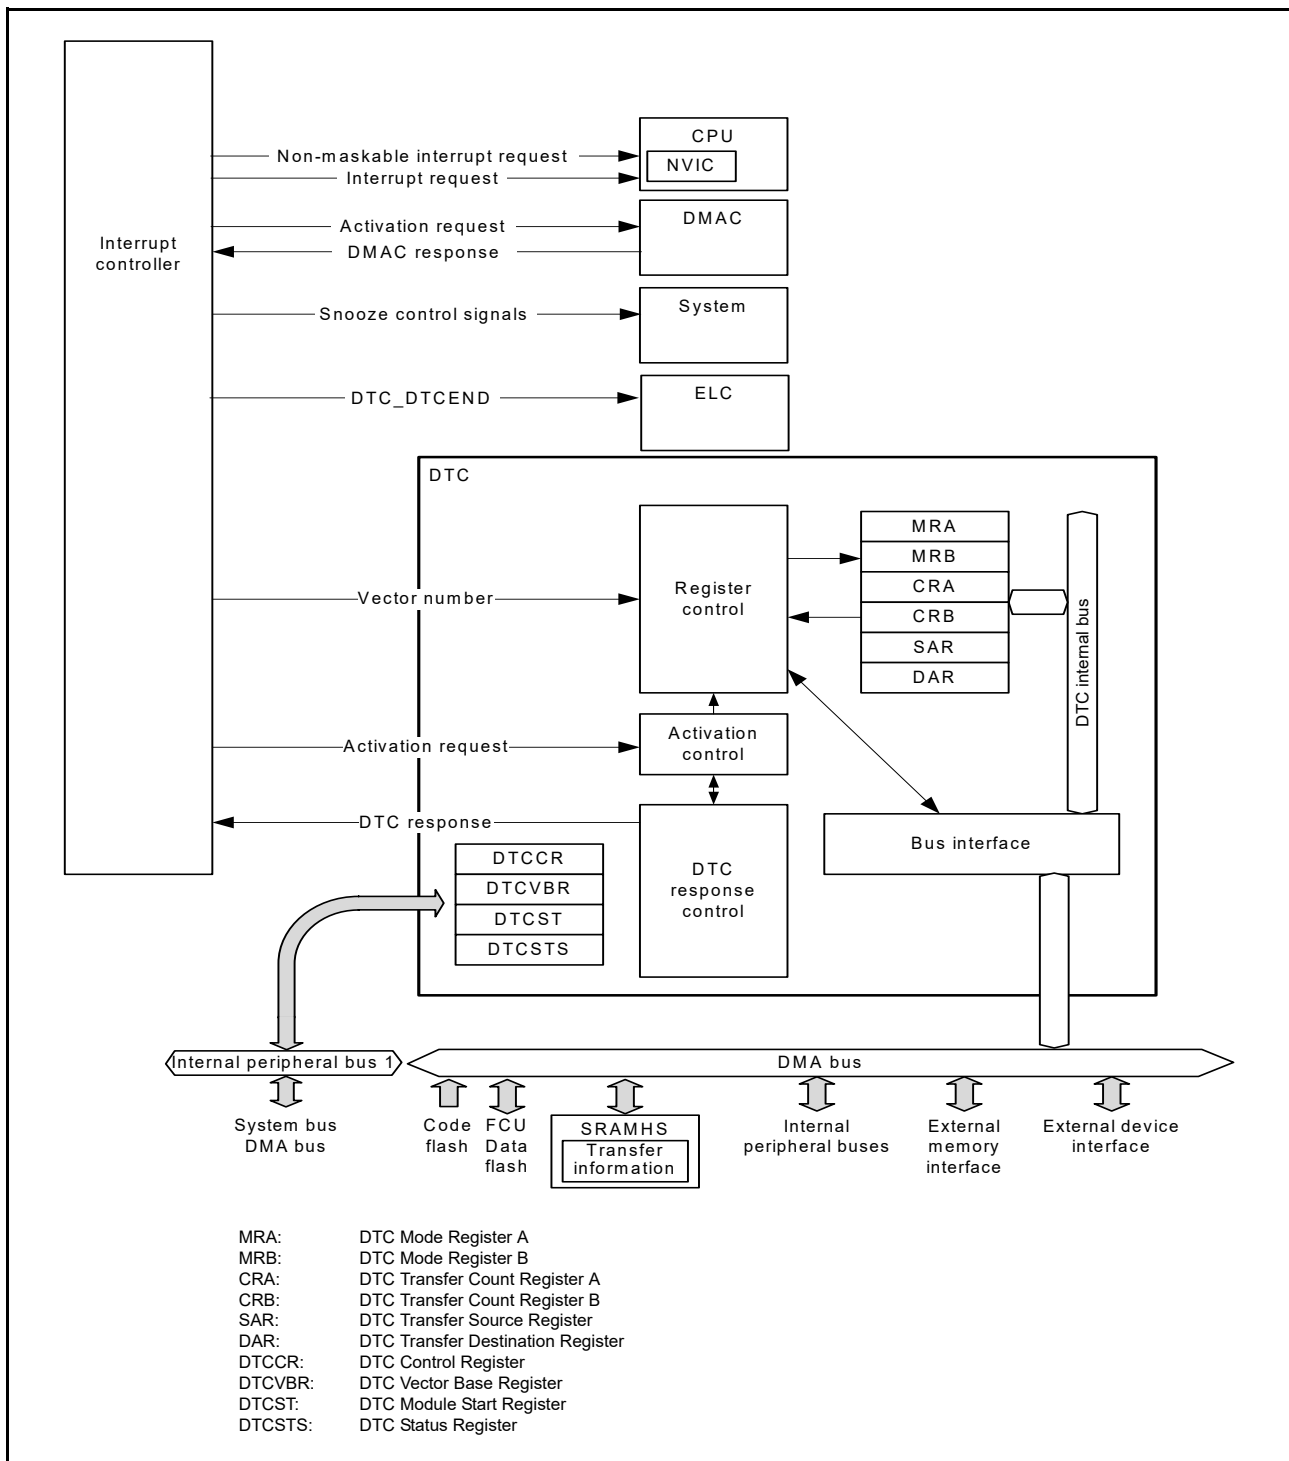 Interrupt
controller
Non-maskable interrupt request
Interrupt request
CPU
NVIC
Activation request
DMAC response
DMAC
Snooze control signals
System
DTC_DTCEND
ELC
DTC
Vector number
Register
control
MRA
MRB
CRA
CRB
SAR
DAR
DTC internal bus
Activation request
Activation
control
DTC response
DTC
response
control
Bus interface
DTCCR
DTCVBR
DTCST
DTCSTS
Internal peripheral bus 1
DMA bus
System bus
DMA bus
Code
flash
FCU
Data
flash
SRAMHS
Transfer
information
Internal
peripheral buses
External
memory
interface
External device
interface
MRA: DTC Mode Register A
MRB: DTC Mode Register B
CRA: DTC Transfer Count Register A
CRB: DTC Transfer Count Register B
SAR: DTC Transfer Source Register
DAR: DTC Transfer Destination Register
DTCCR: DTC Control Register
DTCVBR: DTC Vector Base Register
DTCST: DTC Module Start Register
DTCSTS: DTC Status Register